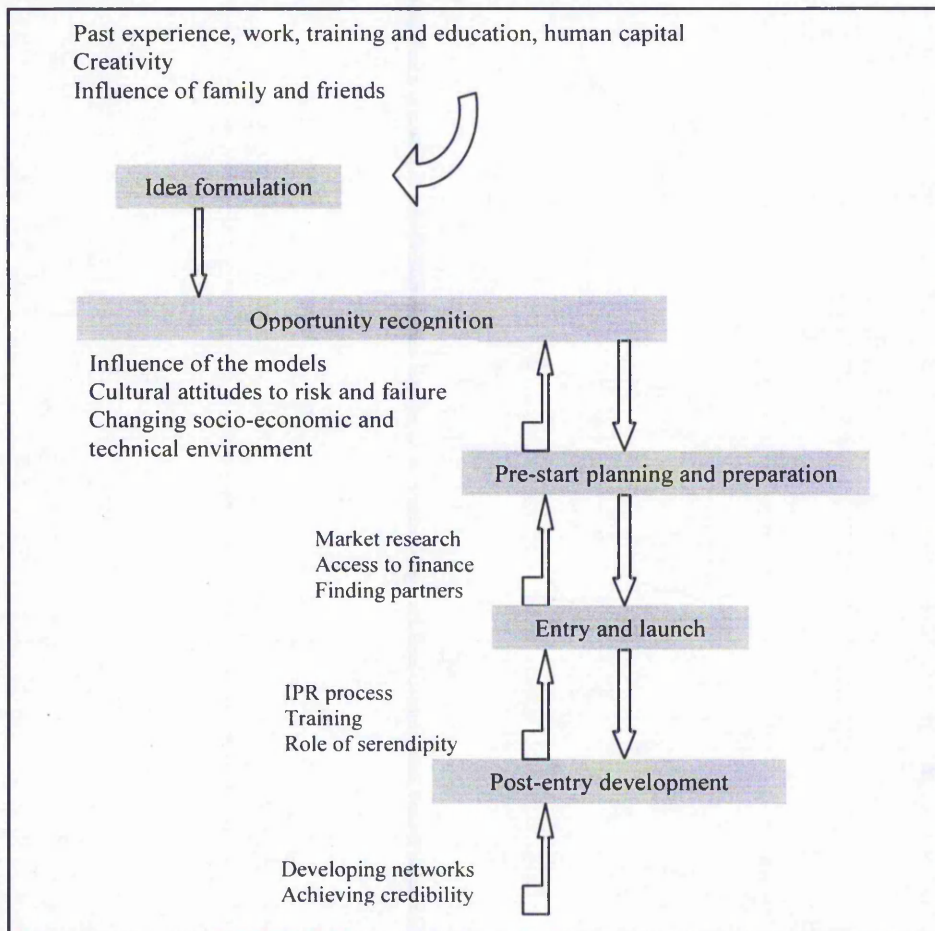 Past experience, work, training and education, human capital
Creativity
Influence of family and friends
Idea formulation
Opportunity recognition
Influence of the models
Cultural attitudes to risk and failure
Changing socio-economic and
technical environment
Pre-start planning and preparation
Market research
Access to finance
Finding partners
Entry and launch
IPR process
Training
Role of serendipity
Post-entry development
Developing networks
Achieving credibility